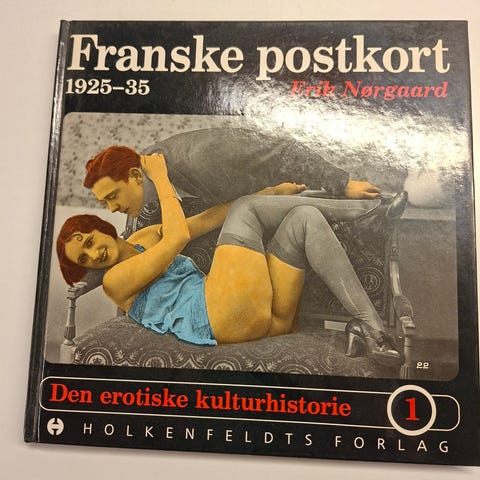 Franske postkort
1925–35
Erik Nørgaard
22
Den erotiske kulturhistorie
1
HOLKENFELDTS FORLAG